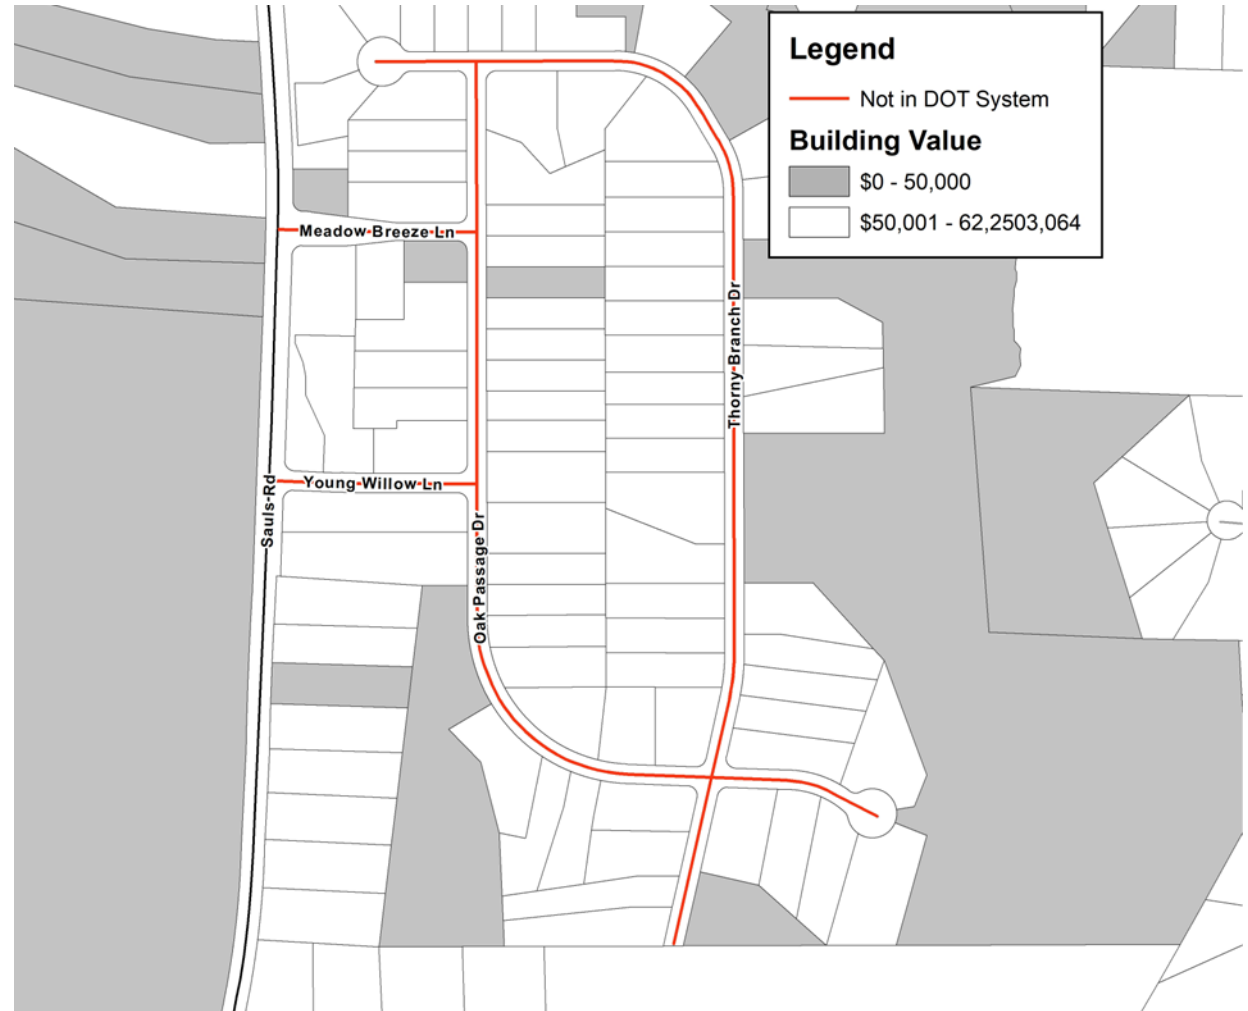 Legend
Not in DOT System
Building Value
$0 - 50,000
$50,001 - 62,2503,064
Meadow Breeze Ln
Thorny Branch Dr
Young Willow Ln
Sauls Rd
Oak Passage Dr